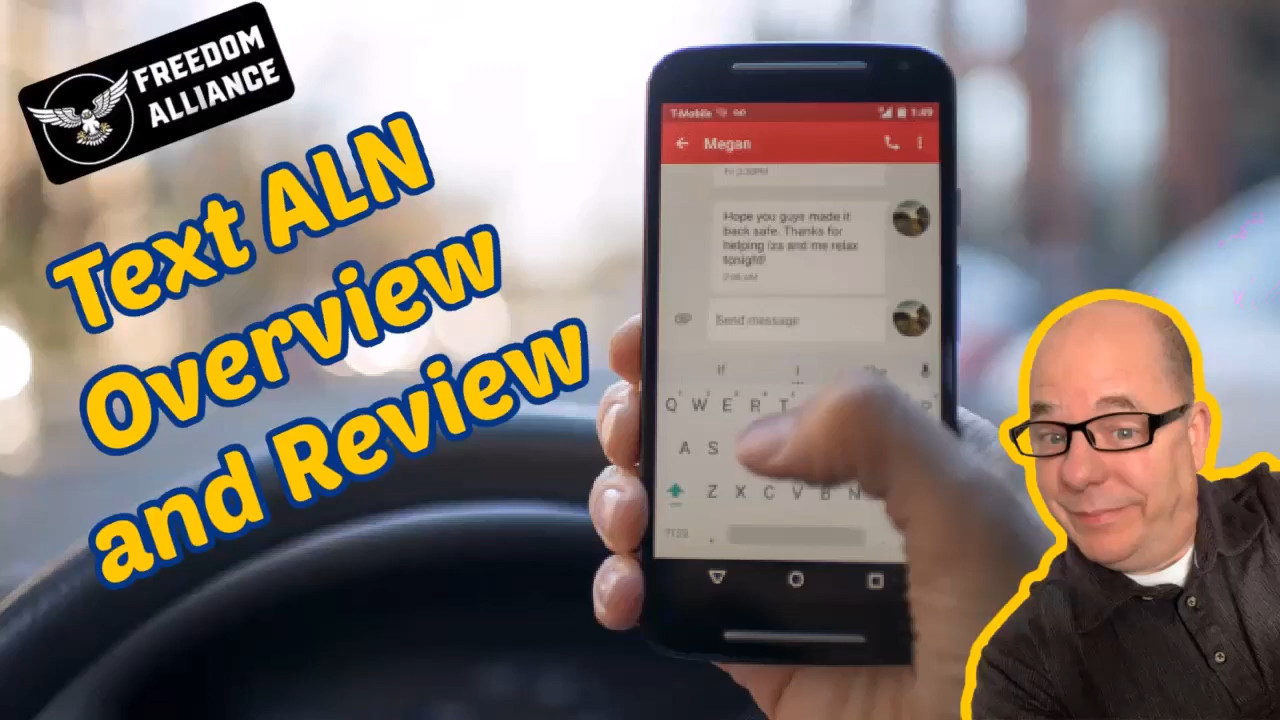 FREEDOM
ALLIANCE
Text ALN
Overview
and Review
T-Mobile
1:49
Megan
Hope you guys made it
back safe. Thanks for
helping
and me relax
tonight!
Send message
If
I
Q W E R T
A S
Z X C V B N